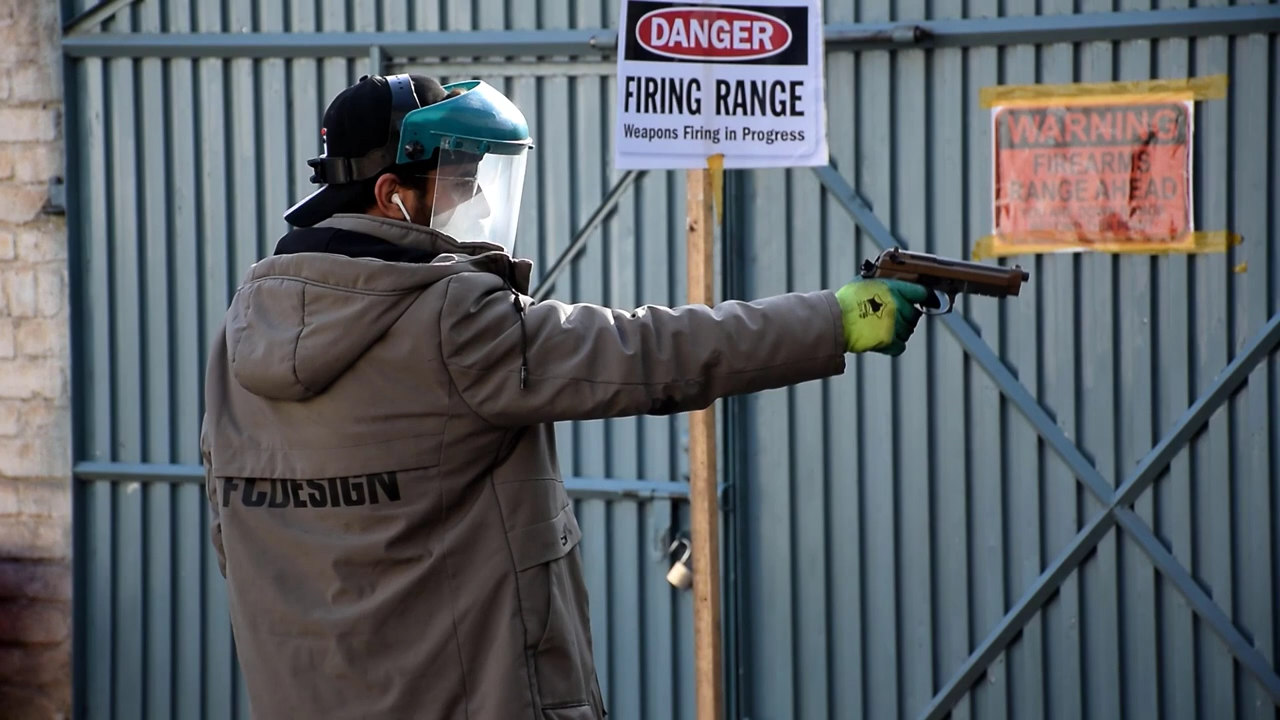 DANGER
FIRING RANGE
Weapons Firing in Progress
WARNING
FIREARMS
RANGE AHEAD
FCDESIGN